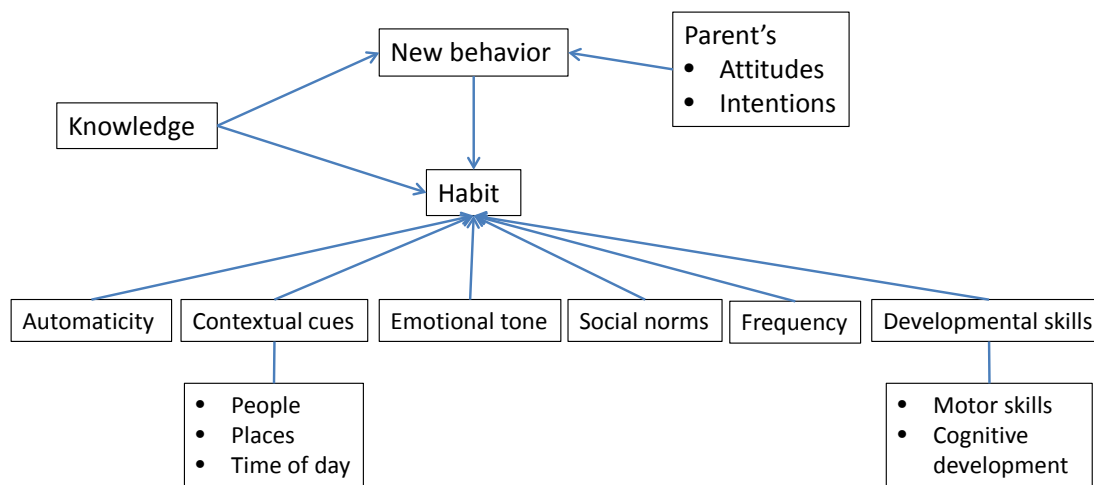 New behavior
Parent's
• Attitudes
• Intentions
Knowledge
Habit
Automaticity
Contextual cues
Emotional tone
Social norms
Frequency
Developmental skills
• People
• Places
• Time of day
• Motor skills
• Cognitive
development